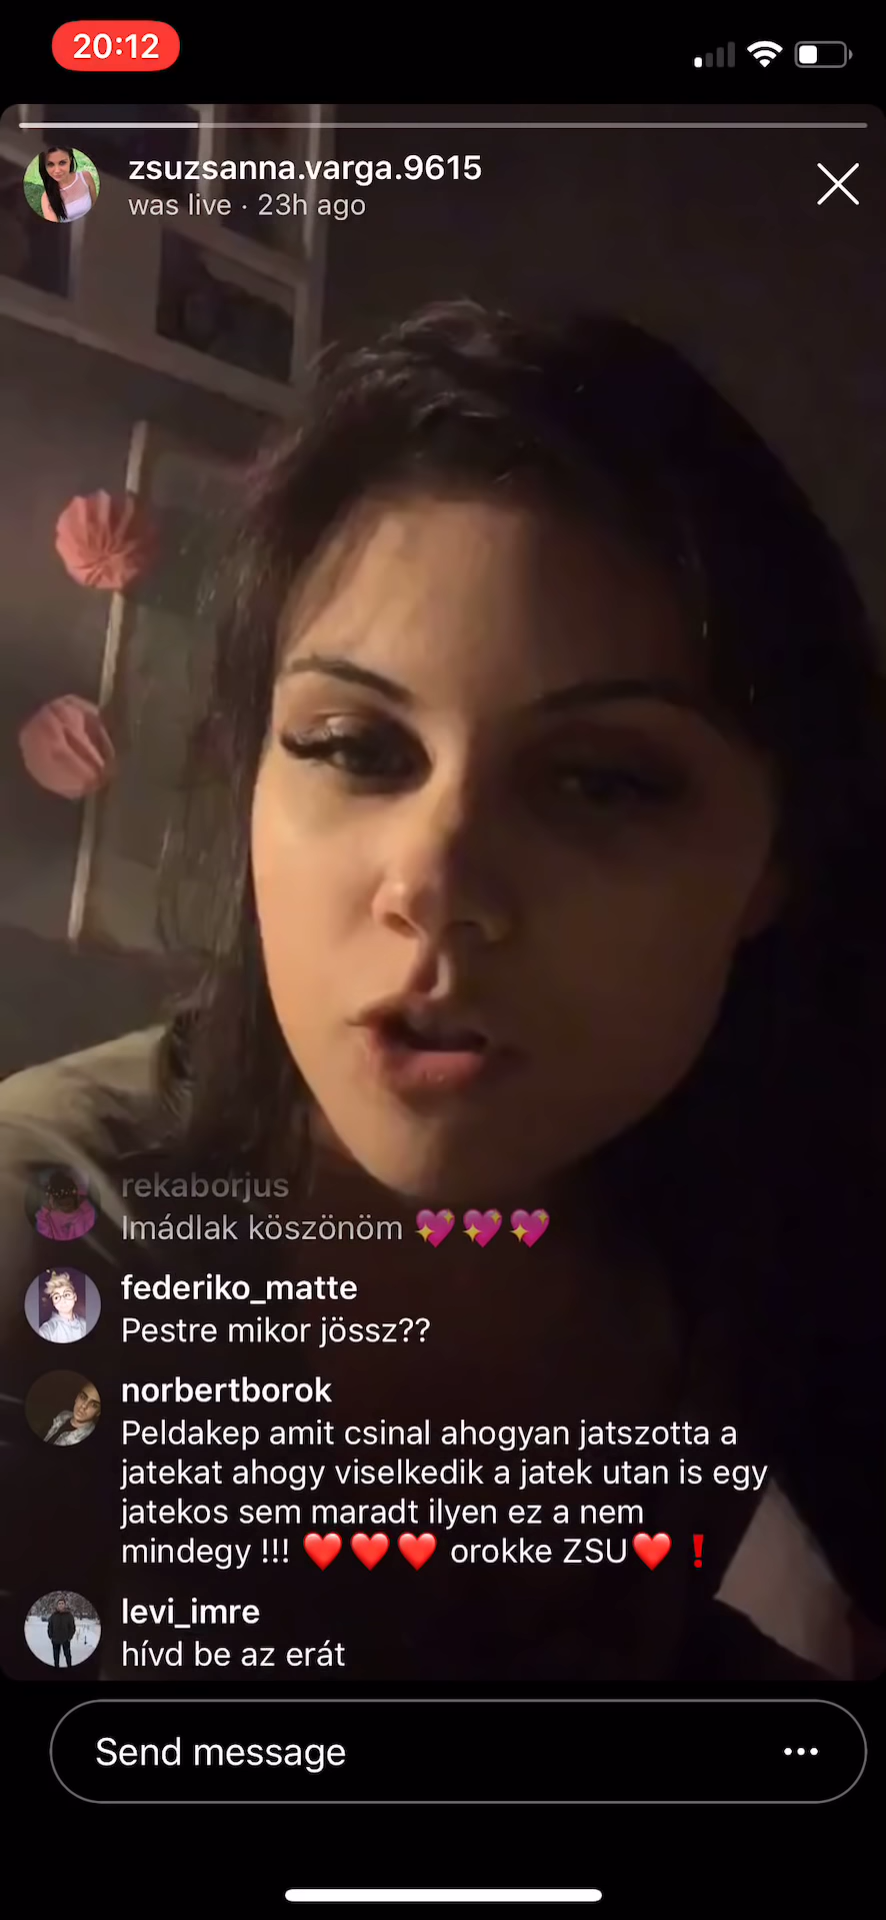 20:12
zsuzsanna.varga.9615
was live · 23h ago
rekaborjus
Imádlak köszönöm 💖💖💖
federiko_matte
Pestre mikor jössz??
norbertborok
Peldakep amit csinal ahogyan jatszotta a
jatekat ahogy viselkedik a jatek utan is egy
jatekos sem maradt ilyen ez a nem
mindegy !!! ❤️❤️❤️ orokke ZSU❤️❗
levi_imre
hívd be az erát
Send message